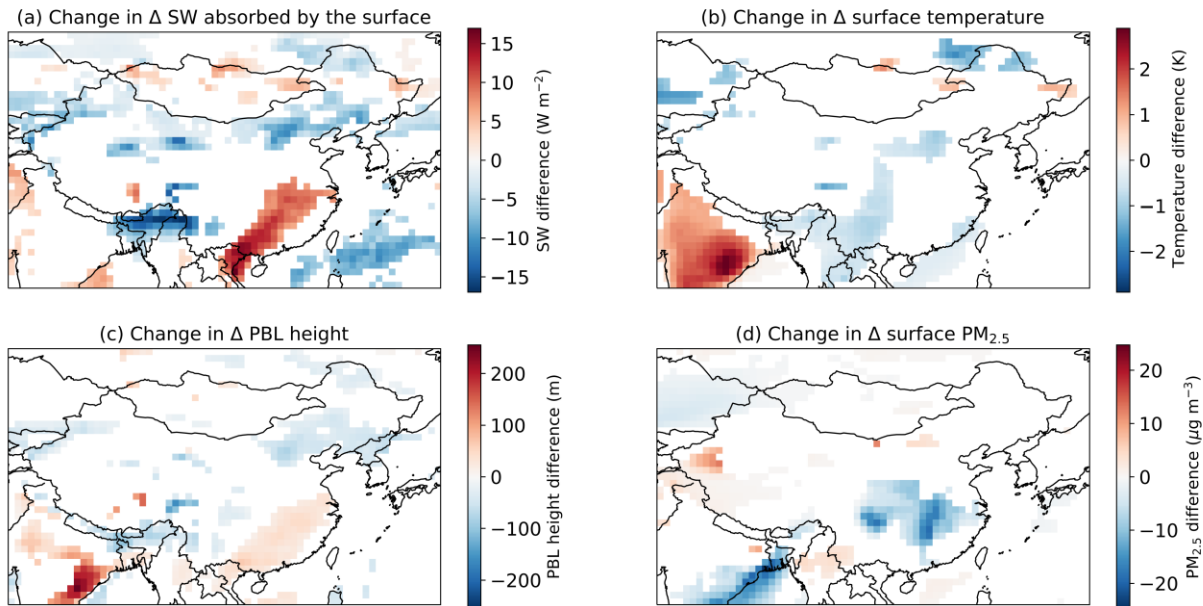 (a) Change in Δ SW absorbed by the surface
15
10
5
0
−5
−10
−15
SW difference (W m⁻²)
(b) Change in Δ surface temperature
2
1
0
−1
−2
Temperature difference (K)
(c) Change in Δ PBL height
200
100
0
−100
−200
PBL height difference (m)
(d) Change in Δ surface PM₂.₅
20
10
0
−10
−20
PM₂.₅ difference (μg m⁻³)